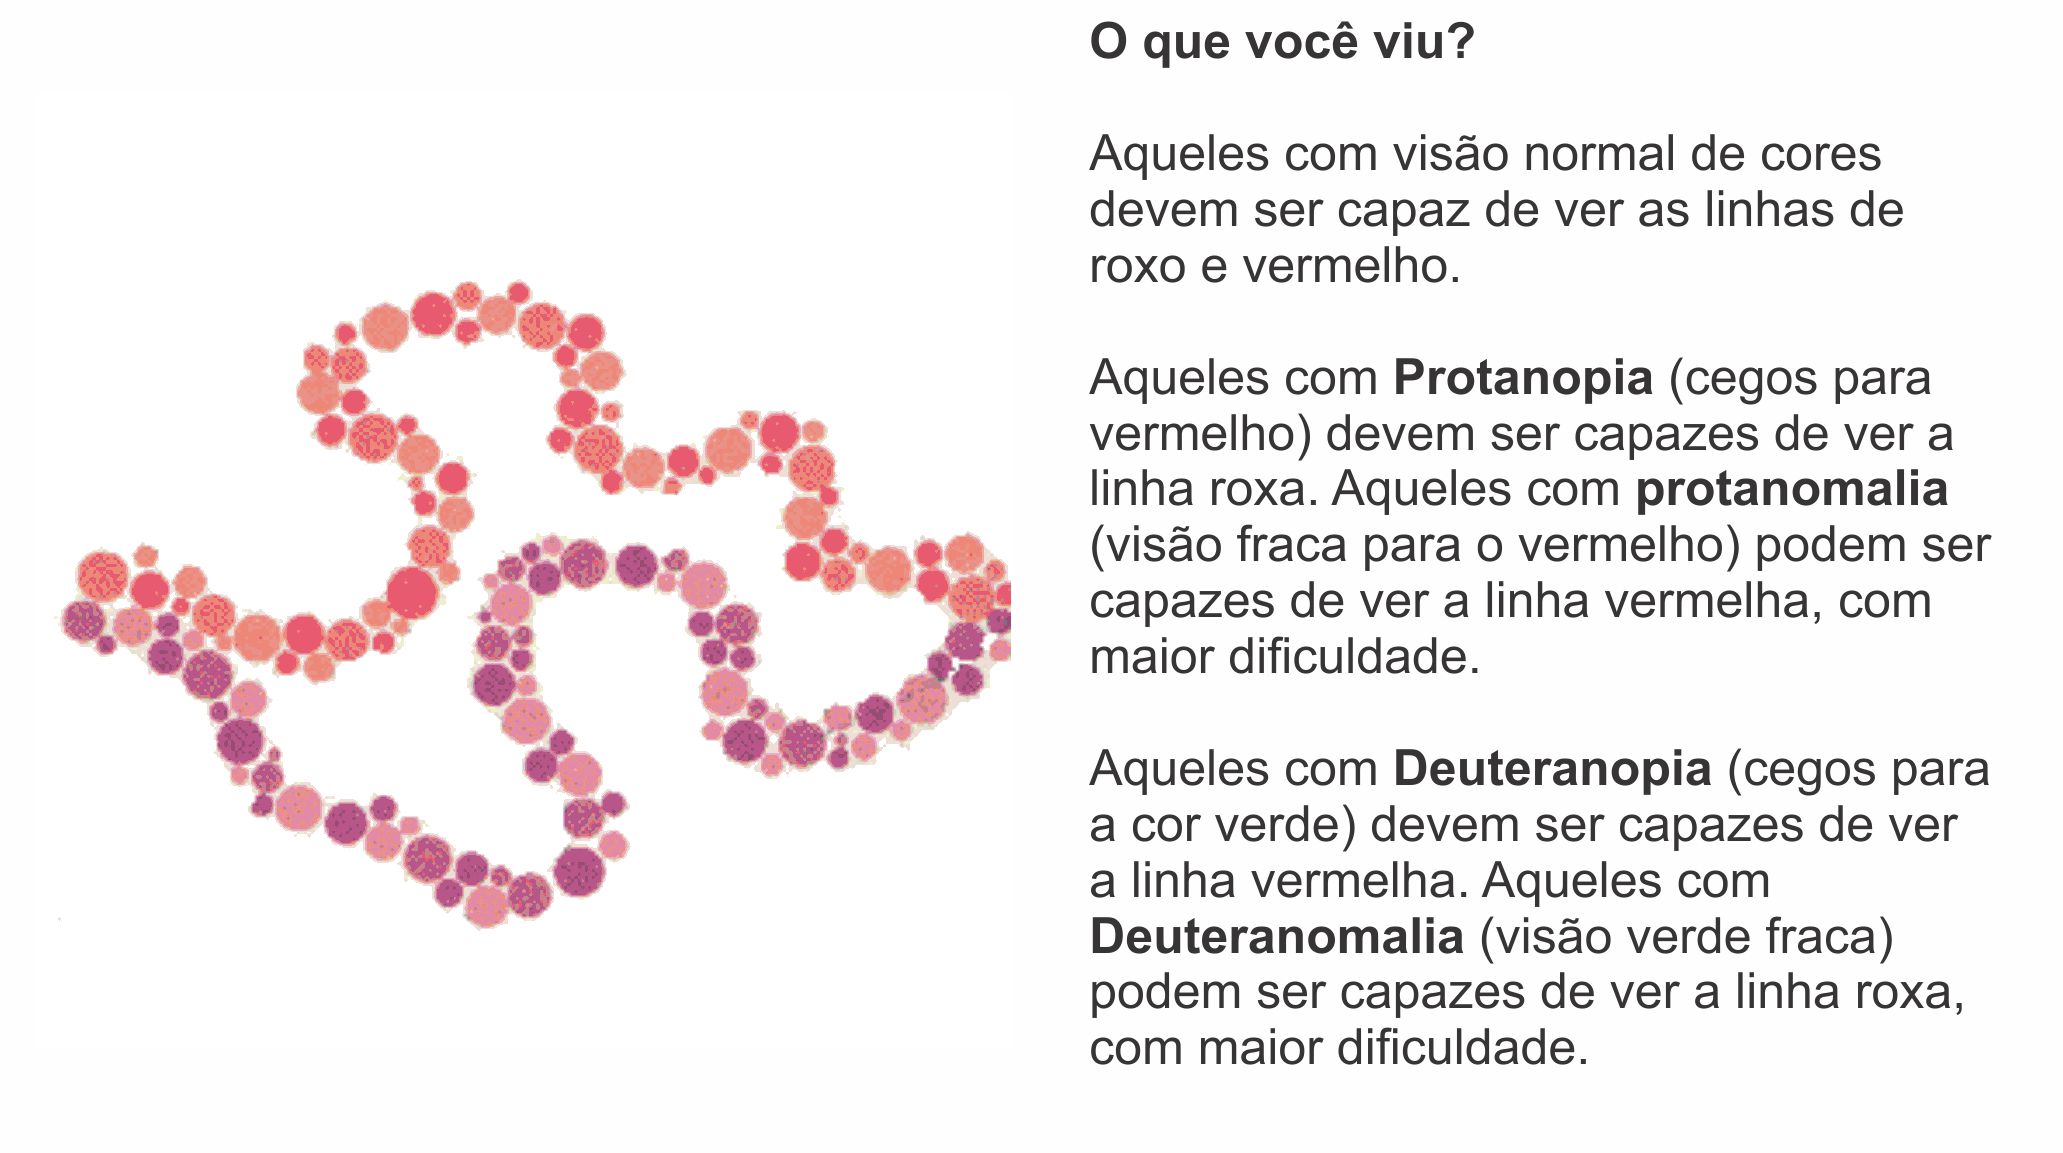 O que você viu?
Aqueles com visão normal de cores
devem ser capaz de ver as linhas de
roxo e vermelho.
Aqueles com Protanopia (cegos para
vermelho) devem ser capazes de ver a
linha roxa. Aqueles com protanomalia
(visão fraca para o vermelho) podem ser
capazes de ver a linha vermelha, com
maior dificuldade.
Aqueles com Deuteranopia (cegos para
a cor verde) devem ser capazes de ver
a linha vermelha. Aqueles com
Deuteranomalia (visão verde fraca)
podem ser capazes de ver a linha roxa,
com maior dificuldade.